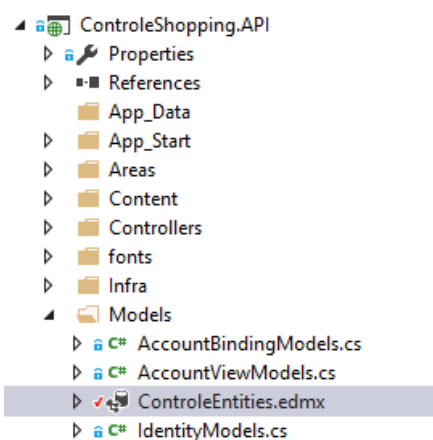 ControleShopping.API
Properties
References
App_Data
App_Start
Areas
Content
Controllers
fonts
Infra
Models
C# AccountBindingModels.cs
C# AccountViewModels.cs
ControleEntities.edmx
C# IdentityModels.cs